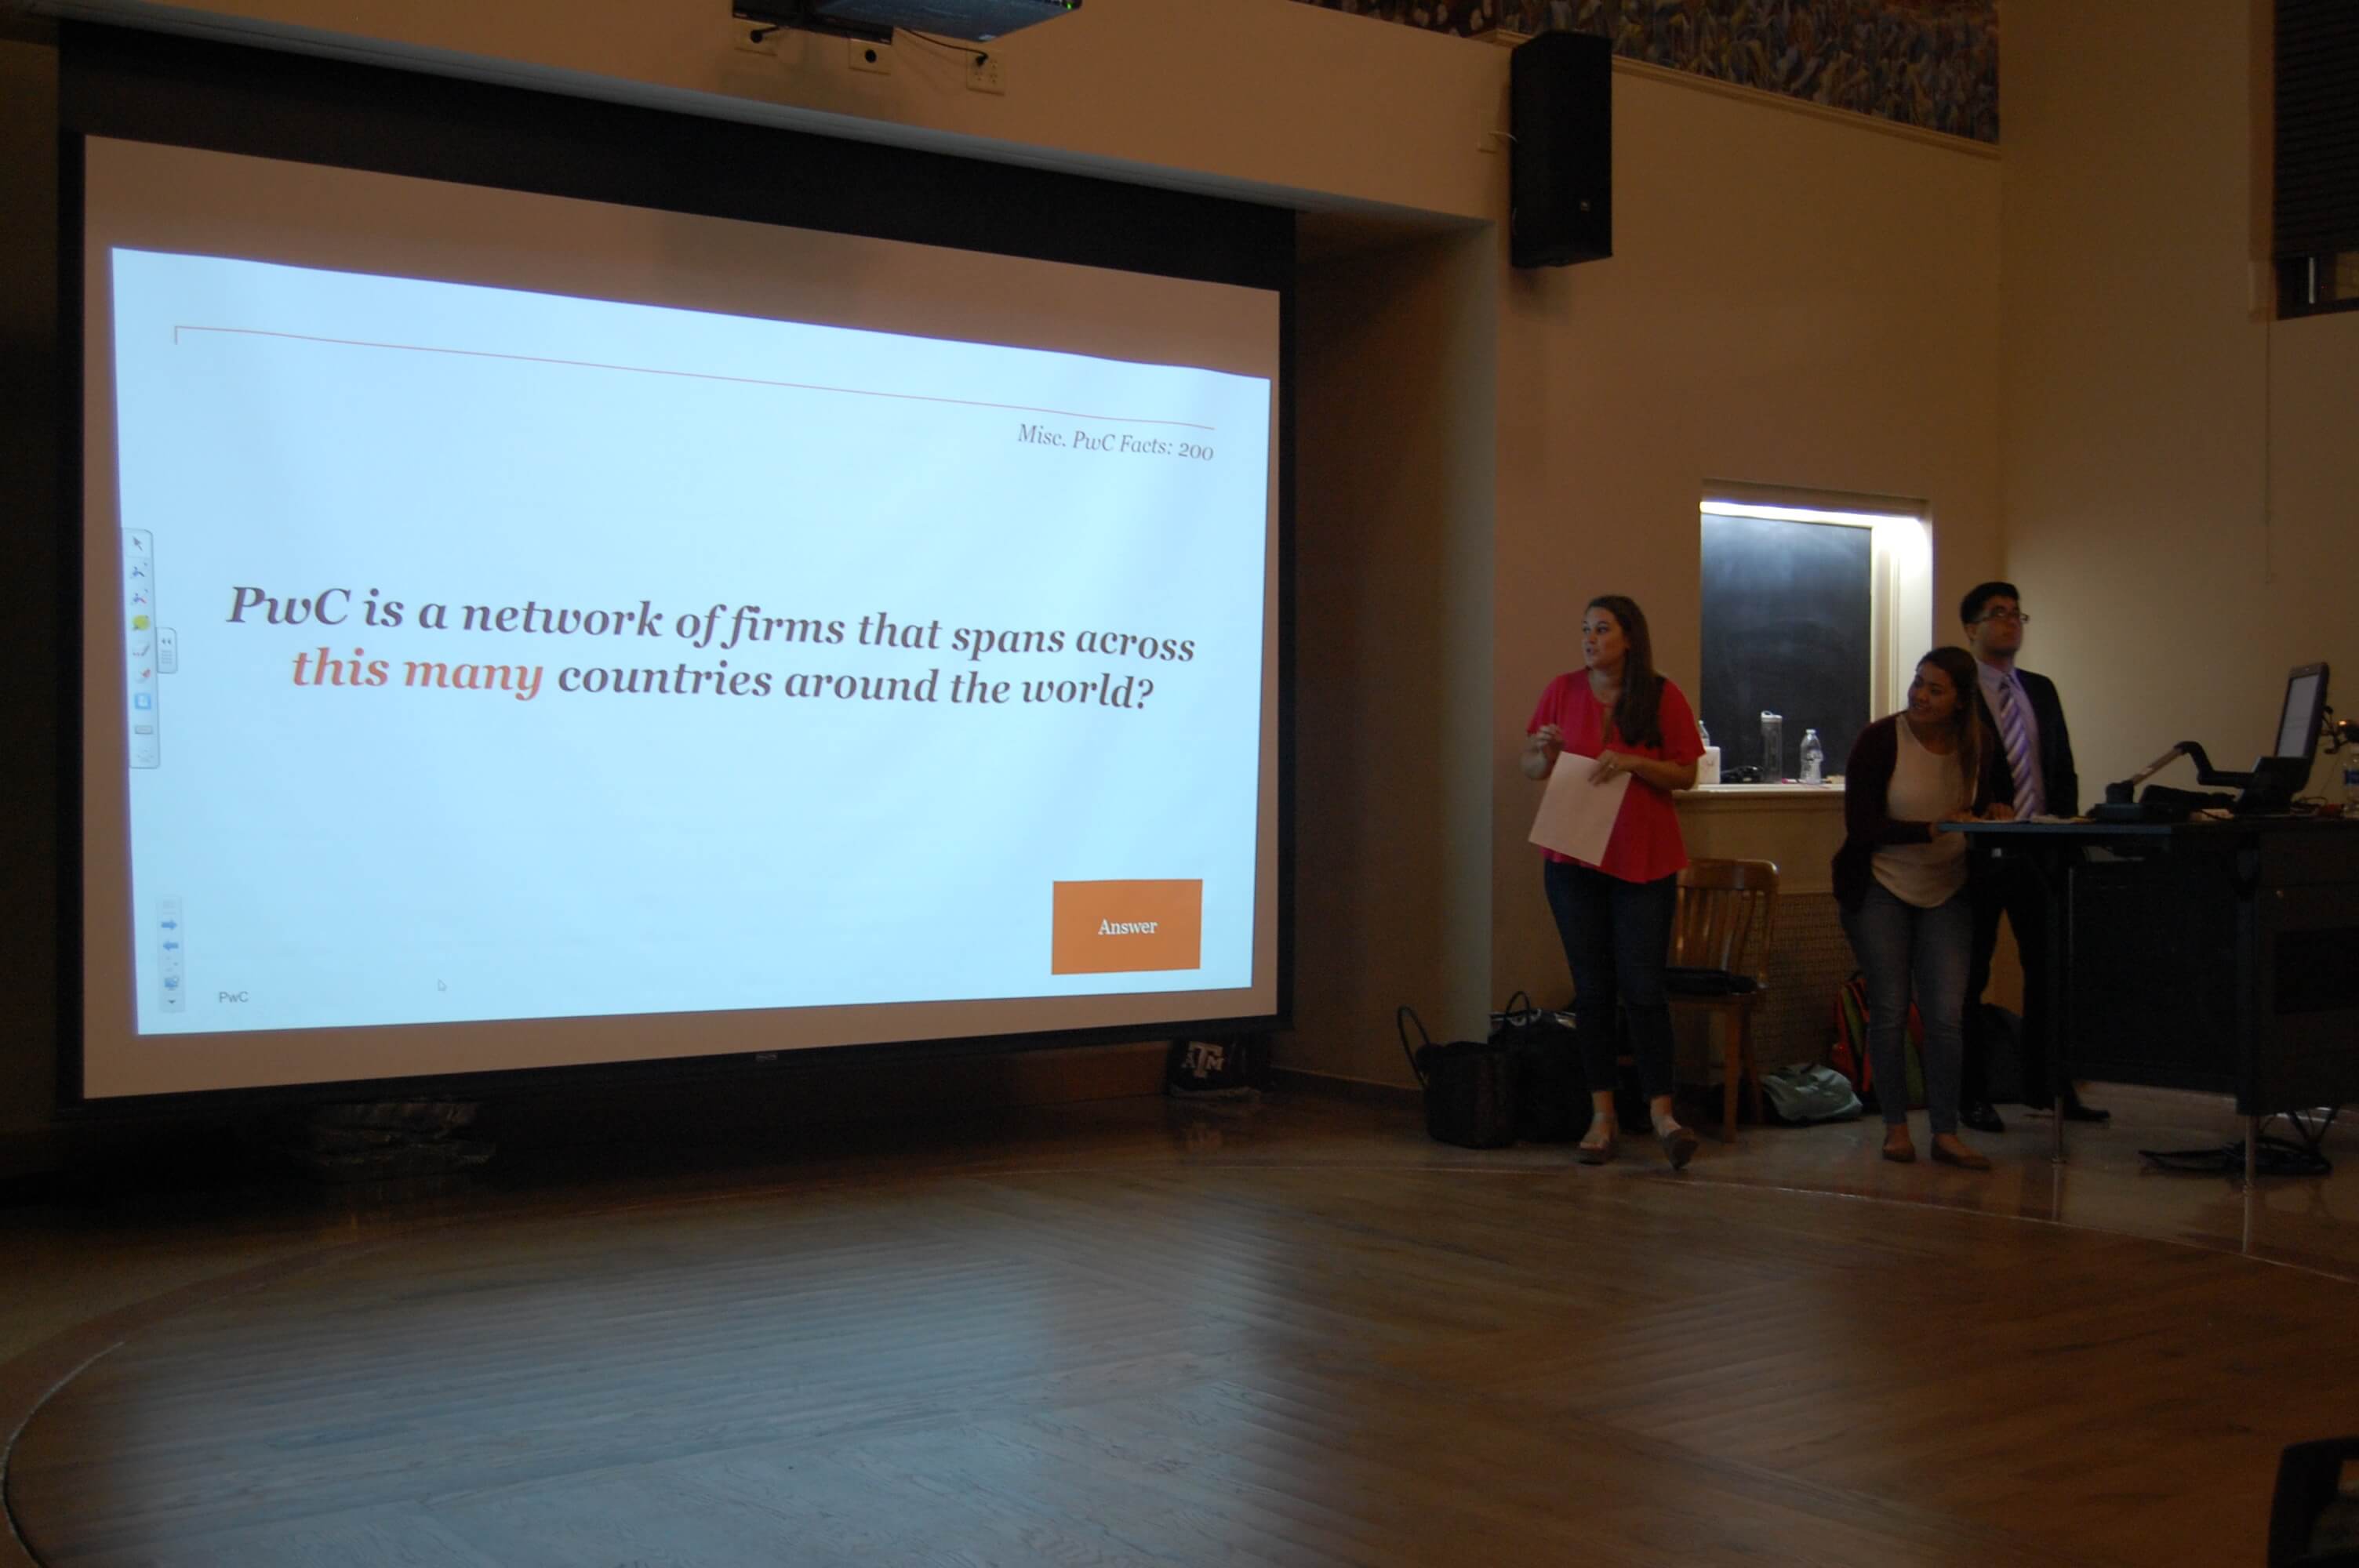 Misc. PwC Facts: 200
PwC is a network of firms that spans across
this many countries around the world?
Answer
PwC
ATM